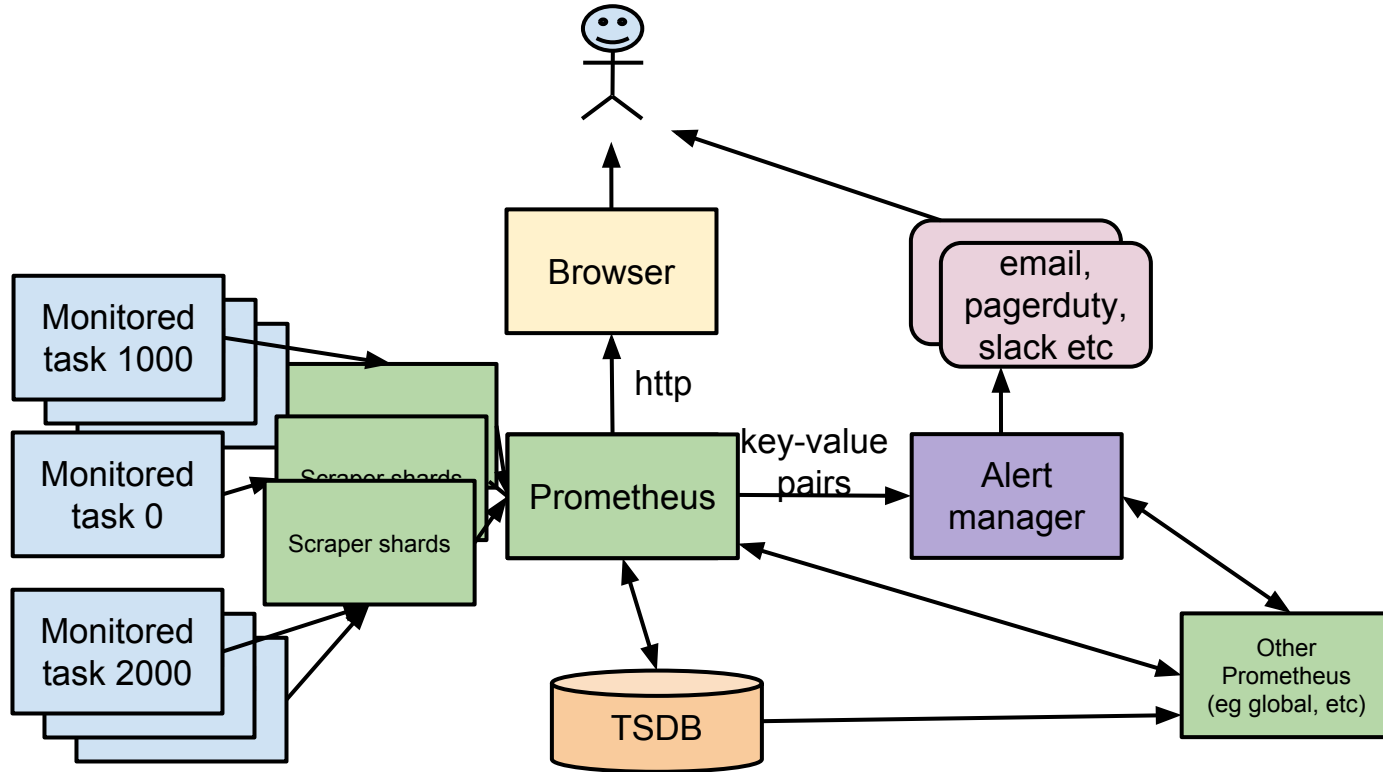 Browser
email,
pagerduty,
slack etc
Monitored
task 1000
http
key-value
pairs
Monitored
task 0
Scraper shards
Scraper shards
Prometheus
Alert
manager
Monitored
task 2000
TSDB
Other
Prometheus
(eg global, etc)